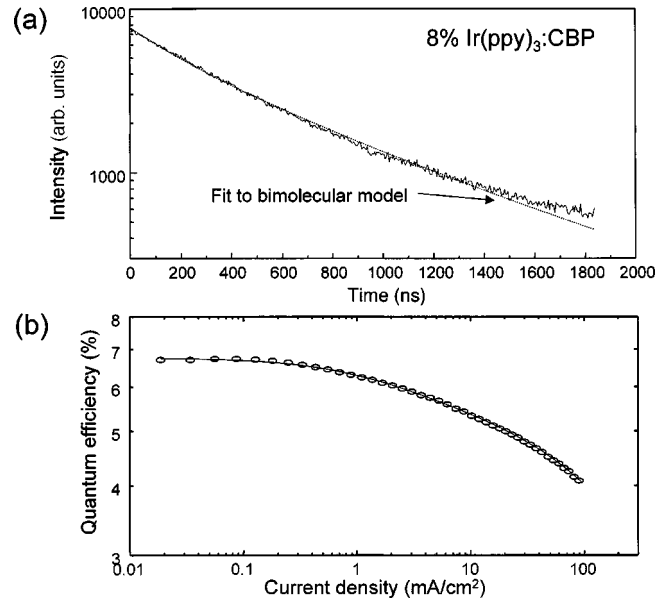 (a)
8% Ir(ppy)3:CBP
Intensity (arb. units)
10000
1000
Fit to bimolecular model
0 200 400 600 800 1000 1200 1400 1600 1800 2000
Time (ns)
(b)
Quantum efficiency (%)
8
7
6
5
4
3
0.01 0.1 1 10 100
Current density (mA/cm²)